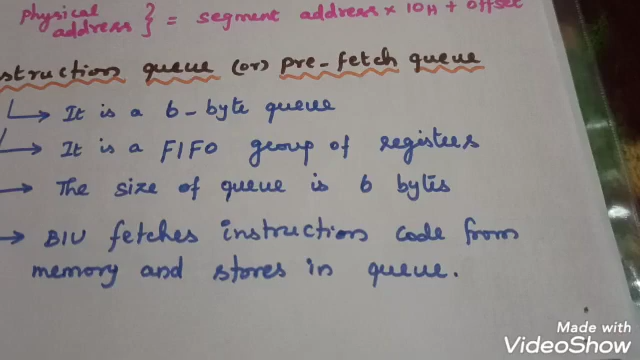 physical
address } = segment address × 10H + offset
struction queue (or) pre-fetch queue
It is a 6-byte queue
It is a FIFO group of registers
The size of queue is 6 bytes
BIU fetches instruction code from
memory and stores in queue.
Made with
VideoShow